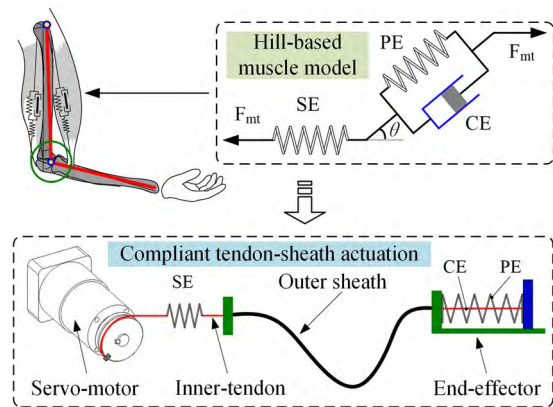 Hill-based
muscle model
PE
F_mt
F_mt
SE
CE
θ
Compliant tendon-sheath actuation
SE
Outer sheath
CE
PE
Servo-motor
Inner-tendon
End-effector